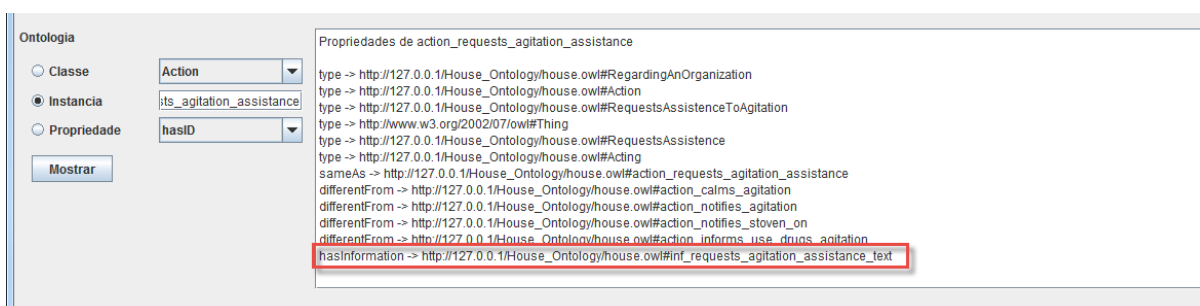 Ontologia
Classe
Action
Instancia
sts_agitation_assistance
Propriedade
hasID
Mostrar
Propriedades de action_requests_agitation_assistance
type -> http://127.0.0.1/House_Ontology/house.owl#RegardingAnOrganization
type -> http://127.0.0.1/House_Ontology/house.owl#Action
type -> http://127.0.0.1/House_Ontology/house.owl#RequestsAssistenceToAgitation
type -> http://www.w3.org/2002/07/owl#Thing
type -> http://127.0.0.1/House_Ontology/house.owl#RequestsAssistence
type -> http://127.0.0.1/House_Ontology/house.owl#Acting
sameAs -> http://127.0.0.1/House_Ontology/house.owl#action_requests_agitation_assistance
differentFrom -> http://127.0.0.1/House_Ontology/house.owl#action_calms_agitation
differentFrom -> http://127.0.0.1/House_Ontology/house.owl#action_notifies_agitation
differentFrom -> http://127.0.0.1/House_Ontology/house.owl#action_notifies_stoven_on
differentFrom -> http://127.0.0.1/House_Ontology/house.owl#action_informs_use_drugs_agitation
hasInformation -> http://127.0.0.1/House_Ontology/house.owl#inf_requests_agitation_assistance_text